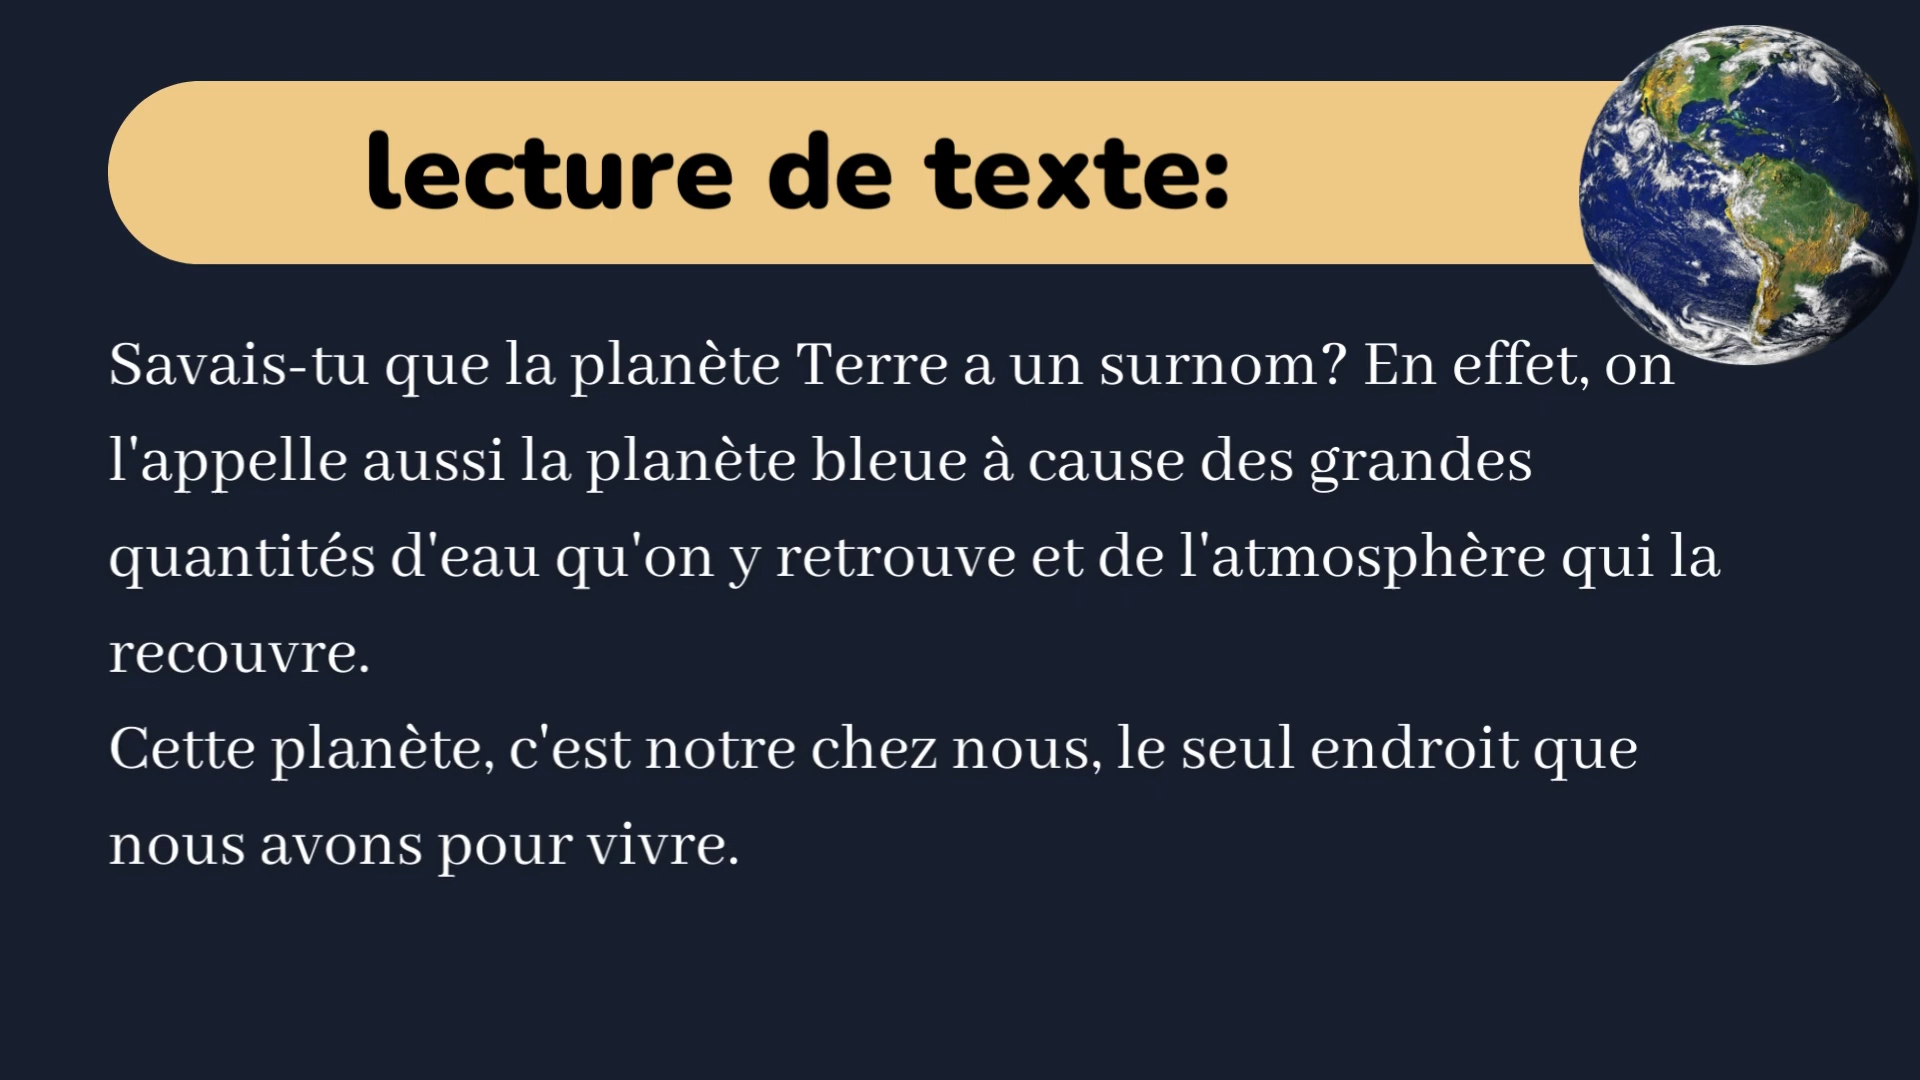 lecture de texte:
Savais-tu que la planète Terre a un surnom? En effet, on
l'appelle aussi la planète bleue à cause des grandes
quantités d'eau qu'on y retrouve et de l'atmosphère qui la
recouvre.
Cette planète, c'est notre chez nous, le seul endroit que
nous avons pour vivre.